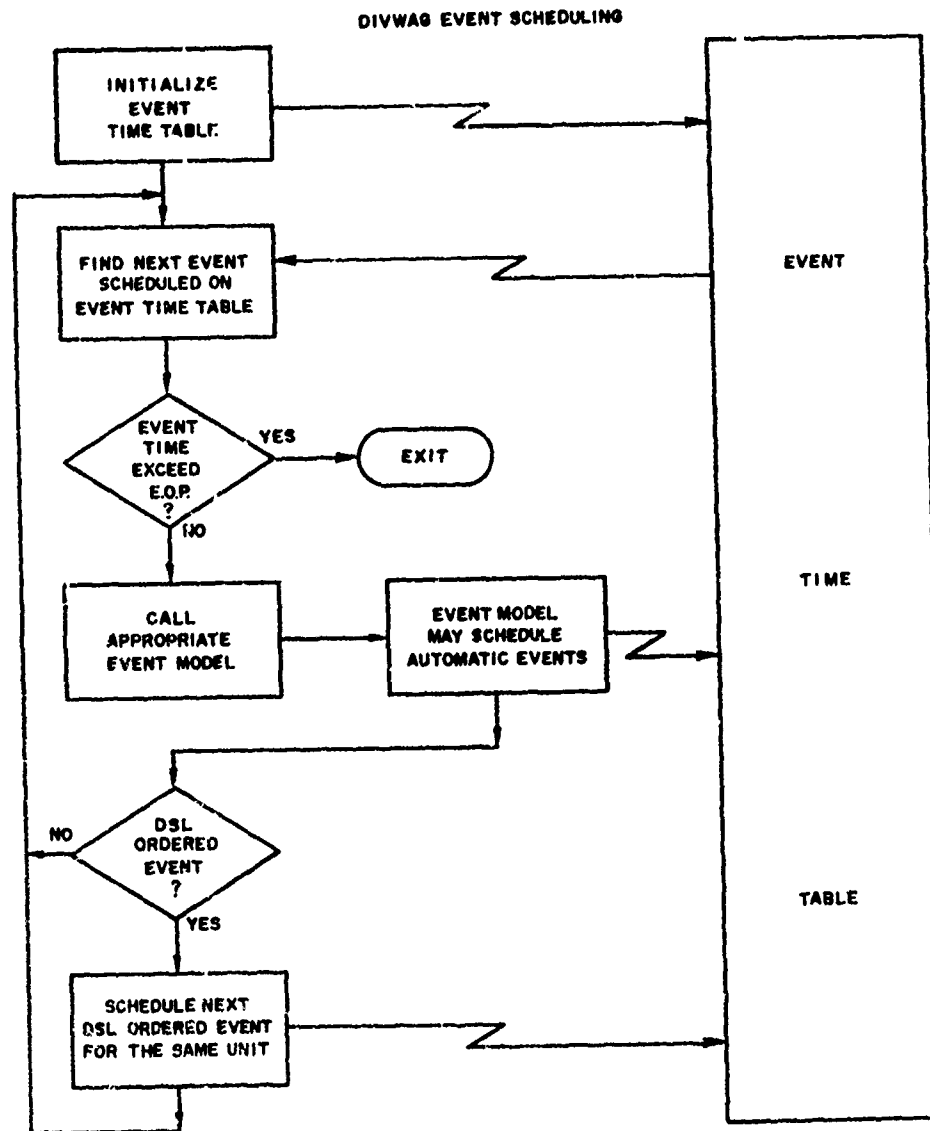 DIVWAG EVENT SCHEDULING
INITIALIZE
EVENT
TIME TABLE
FIND NEXT EVENT
SCHEDULED ON
EVENT TIME TABLE
EVENT
EVENT
TIME
EXCEED
E.O.P.
?
YES
EXIT
NO
TIME
CALL
APPROPRIATE
EVENT MODEL
EVENT MODEL
MAY SCHEDULE
AUTOMATIC EVENTS
NO
DSL
ORDERED
EVENT
?
YES
TABLE
SCHEDULE NEXT
DSL ORDERED EVENT
FOR THE SAME UNIT